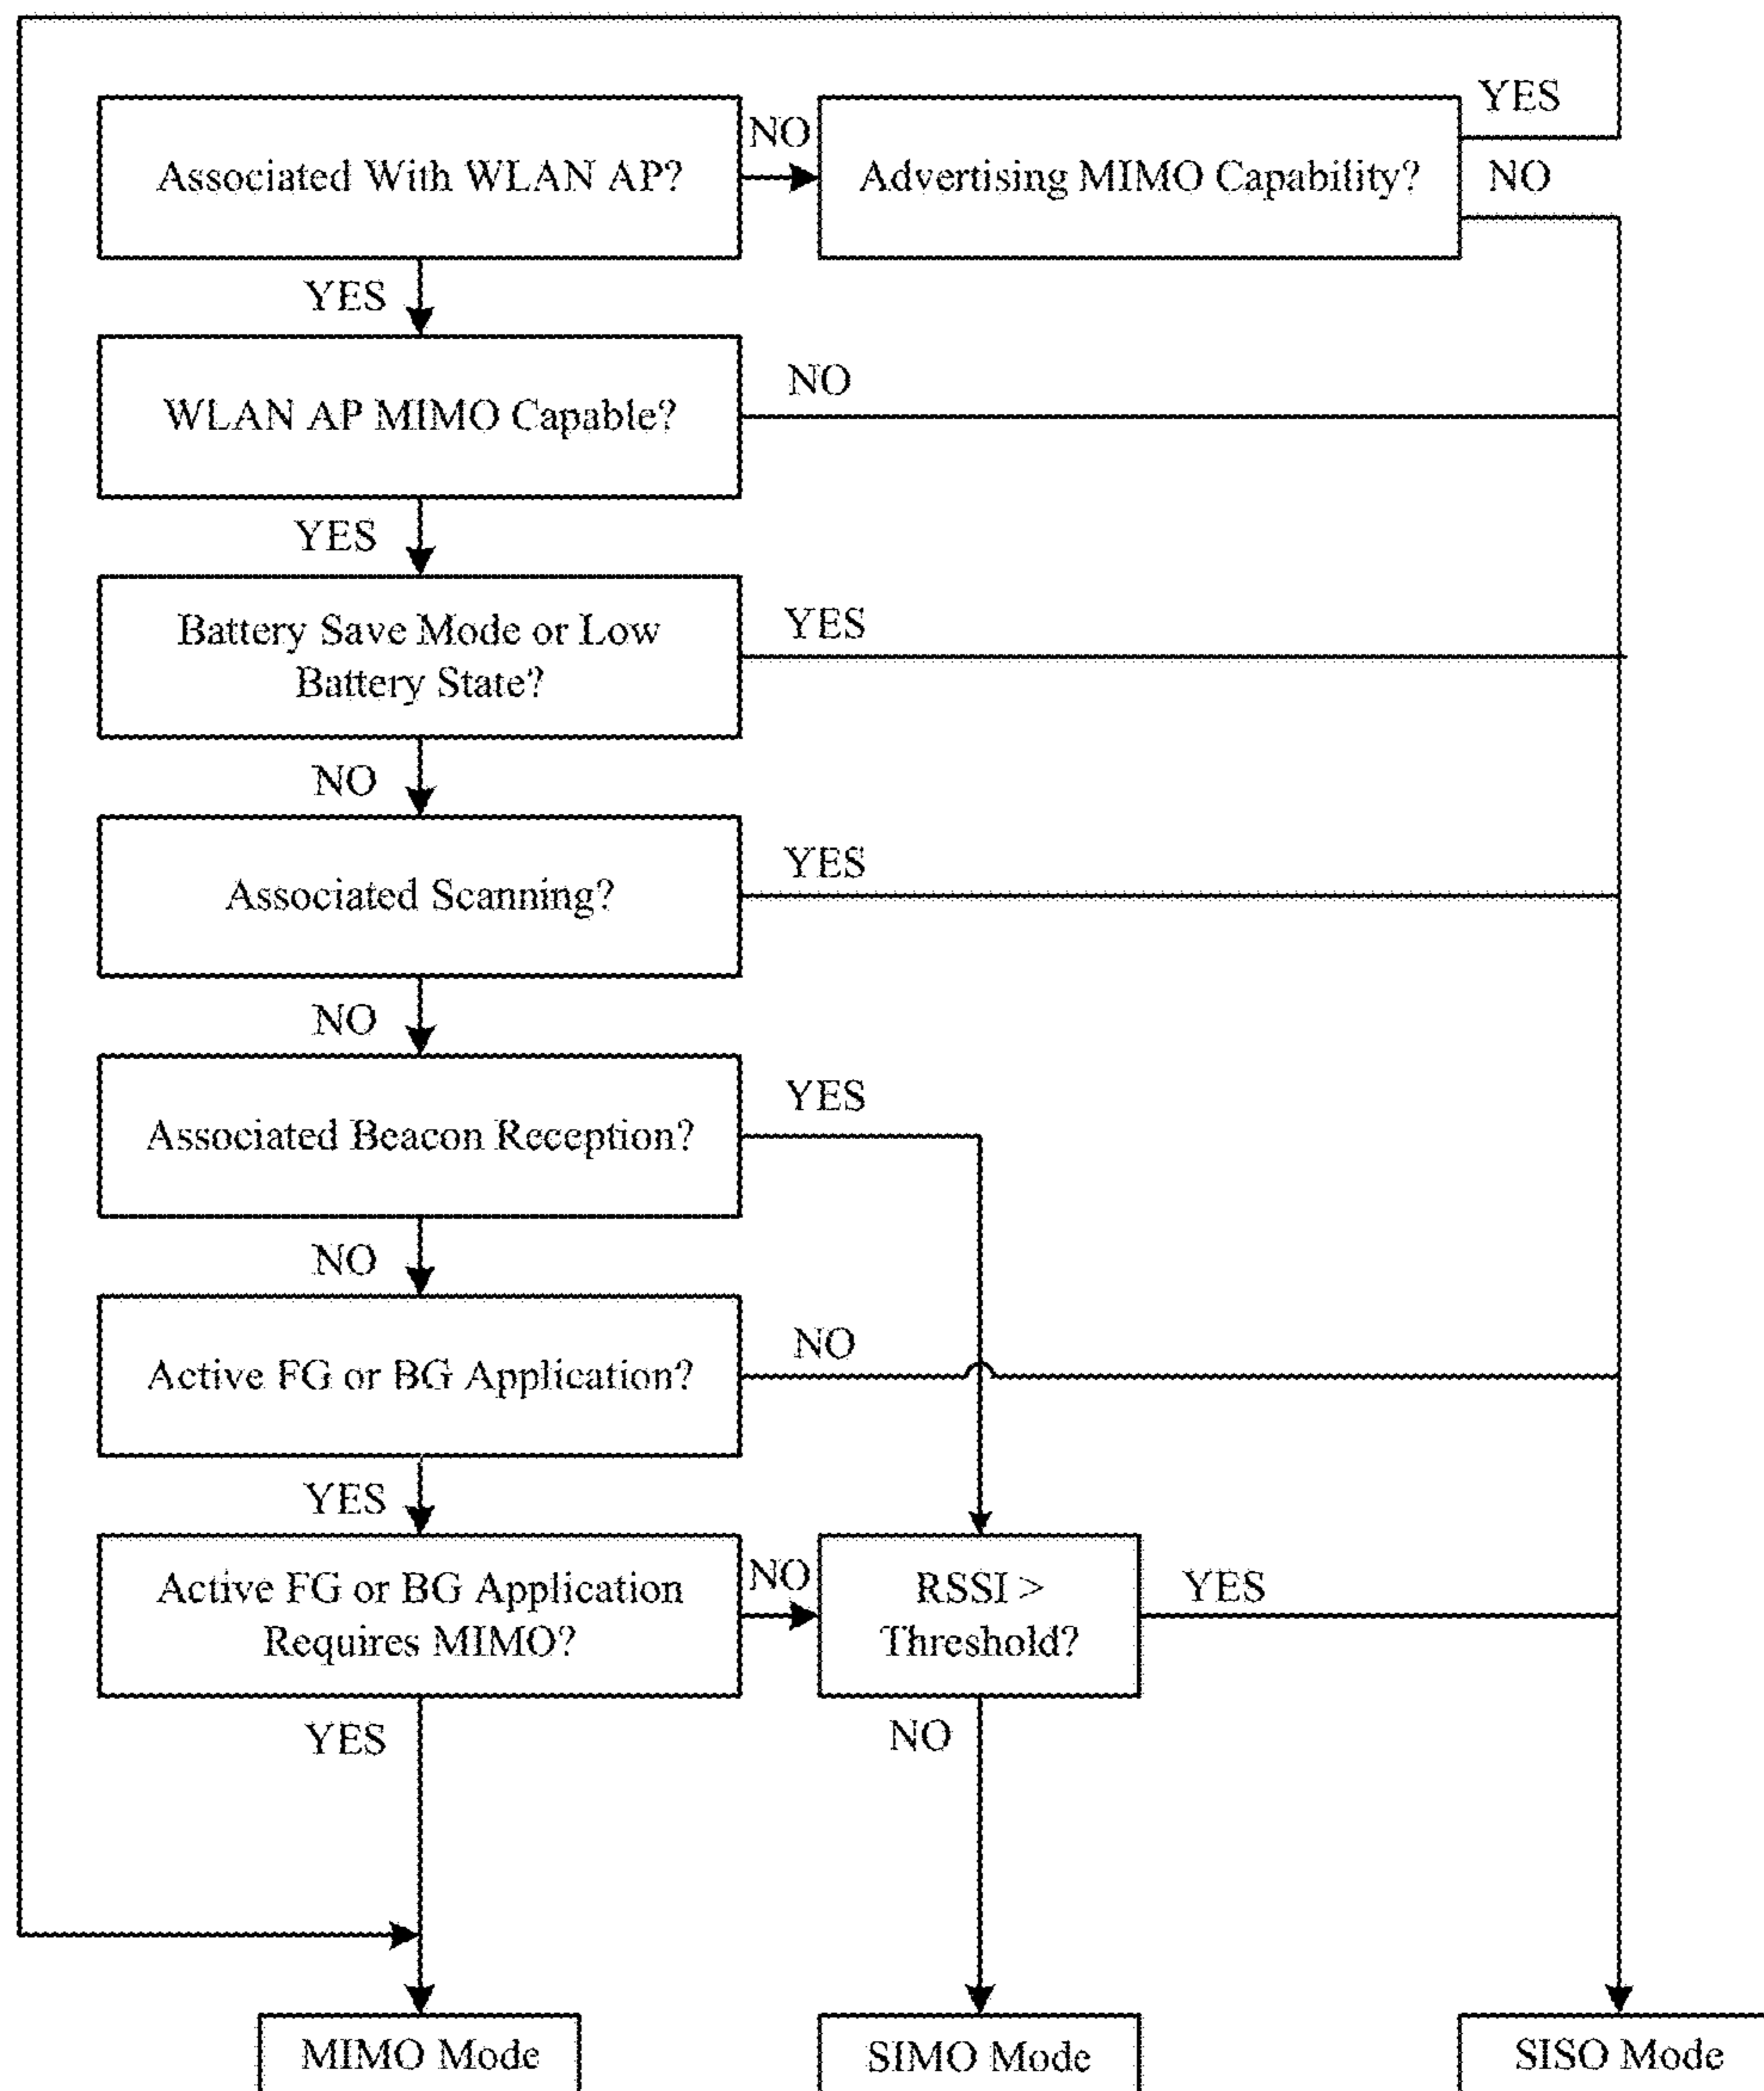 YES
NO
Associated With WLAN AP?
Advertising MIMO Capability?
NO
YES
NO
WLAN AP MIMO Capable?
YES
YES
Battery Save Mode or Low
Battery State?
NO
YES
Associated Scanning?
NO
YES
Associated Beacon Reception?
NO
NO
Active FG or BG Application?
YES
Active FG or BG Application
Requires MIMO?
NO
RSSI >
Threshold?
YES
YES
NO
MIMO Mode
SIMO Mode
SISO Mode